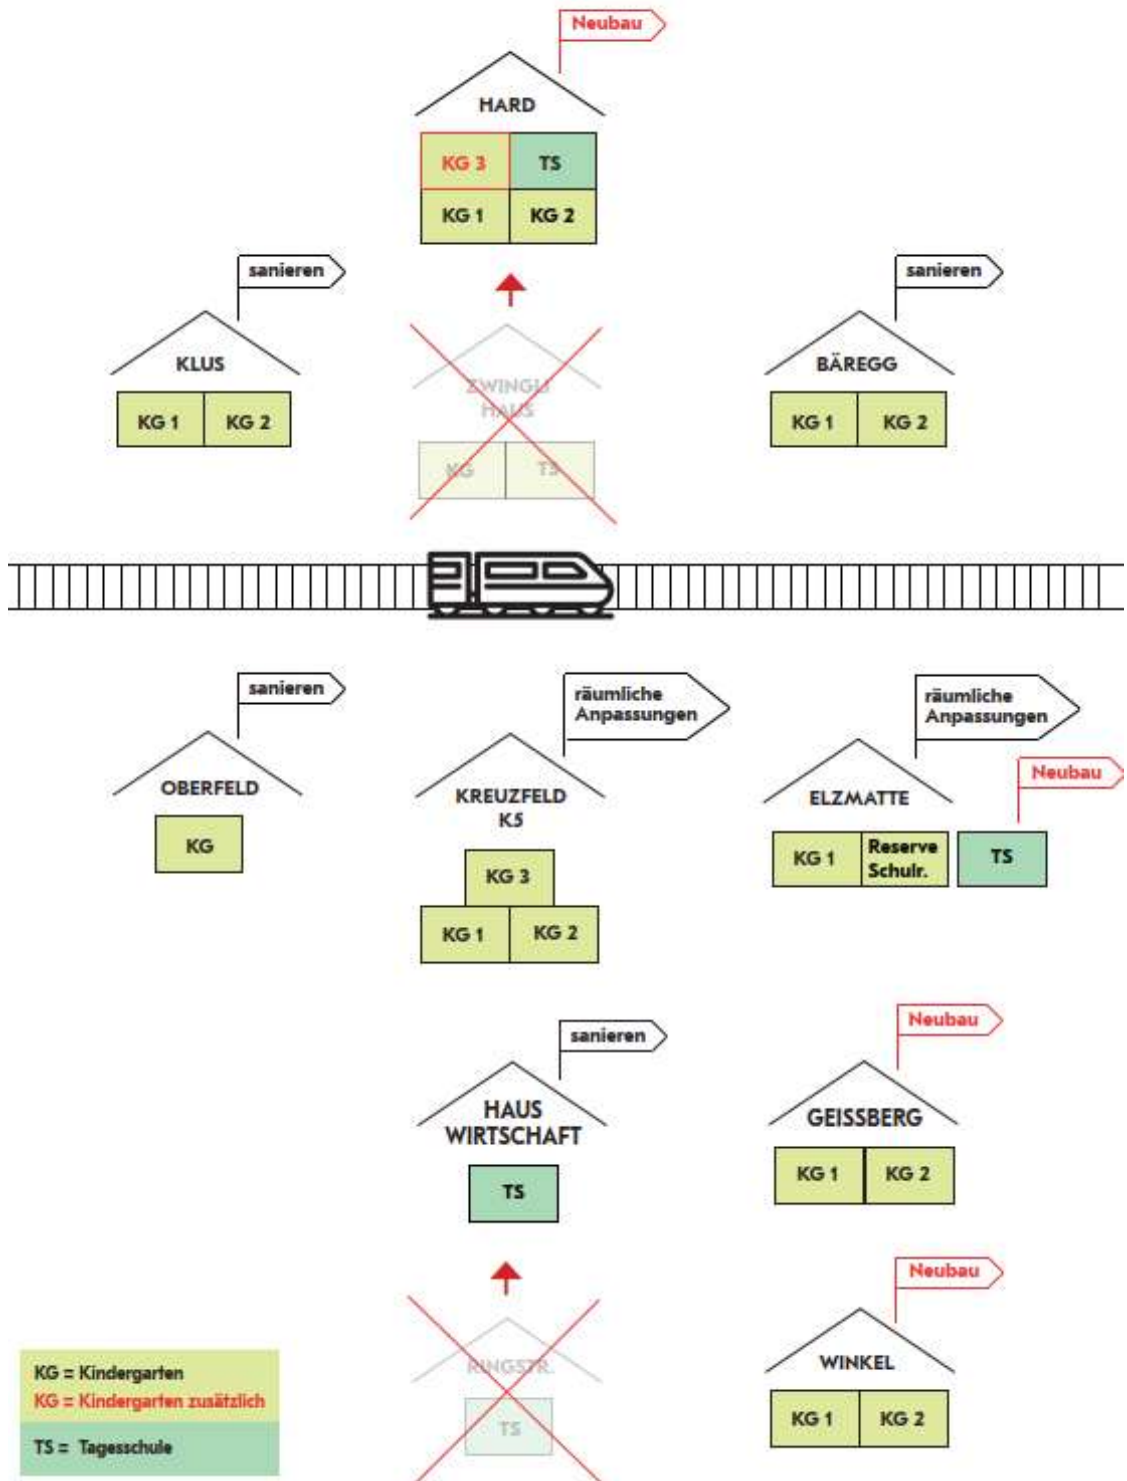 Neubau
HARD
KG 3 TS
KG 1 KG 2
sanieren
KLUS
KG 1 KG 2
ZWINGLI
HAUS
KG TS
sanieren
BÄREGG
KG 1 KG 2
sanieren
OBERFELD
KG
räumliche
Anpassungen
KREUZFELD
K5
KG 3
KG 1 KG 2
räumliche
Anpassungen
Neubau
ELZMATTE
KG 1 Reserve
Schulr.
TS
sanieren
HAUS
WIRTSCHAFT
TS
Neubau
GEISSBERG
KG 1 KG 2
RINGSTR.
TS
Neubau
WINKEL
KG 1 KG 2
KG = Kindergarten
KG = Kindergarten zusätzlich
TS = Tagesschule